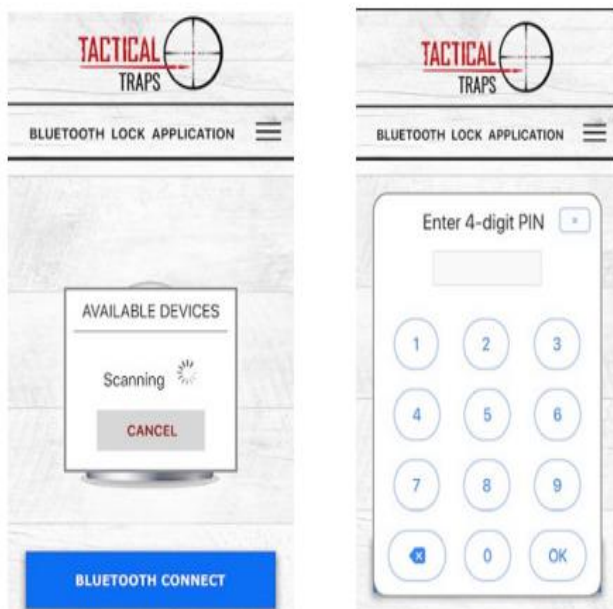 TACTICAL
TRAPS
BLUETOOTH LOCK APPLICATION
AVAILABLE DEVICES
Scanning
CANCEL
BLUETOOTH CONNECT
TACTICAL
TRAPS
BLUETOOTH LOCK APPLICATION
Enter 4-digit PIN
1 2 3
4 5 6
7 8 9
0 OK